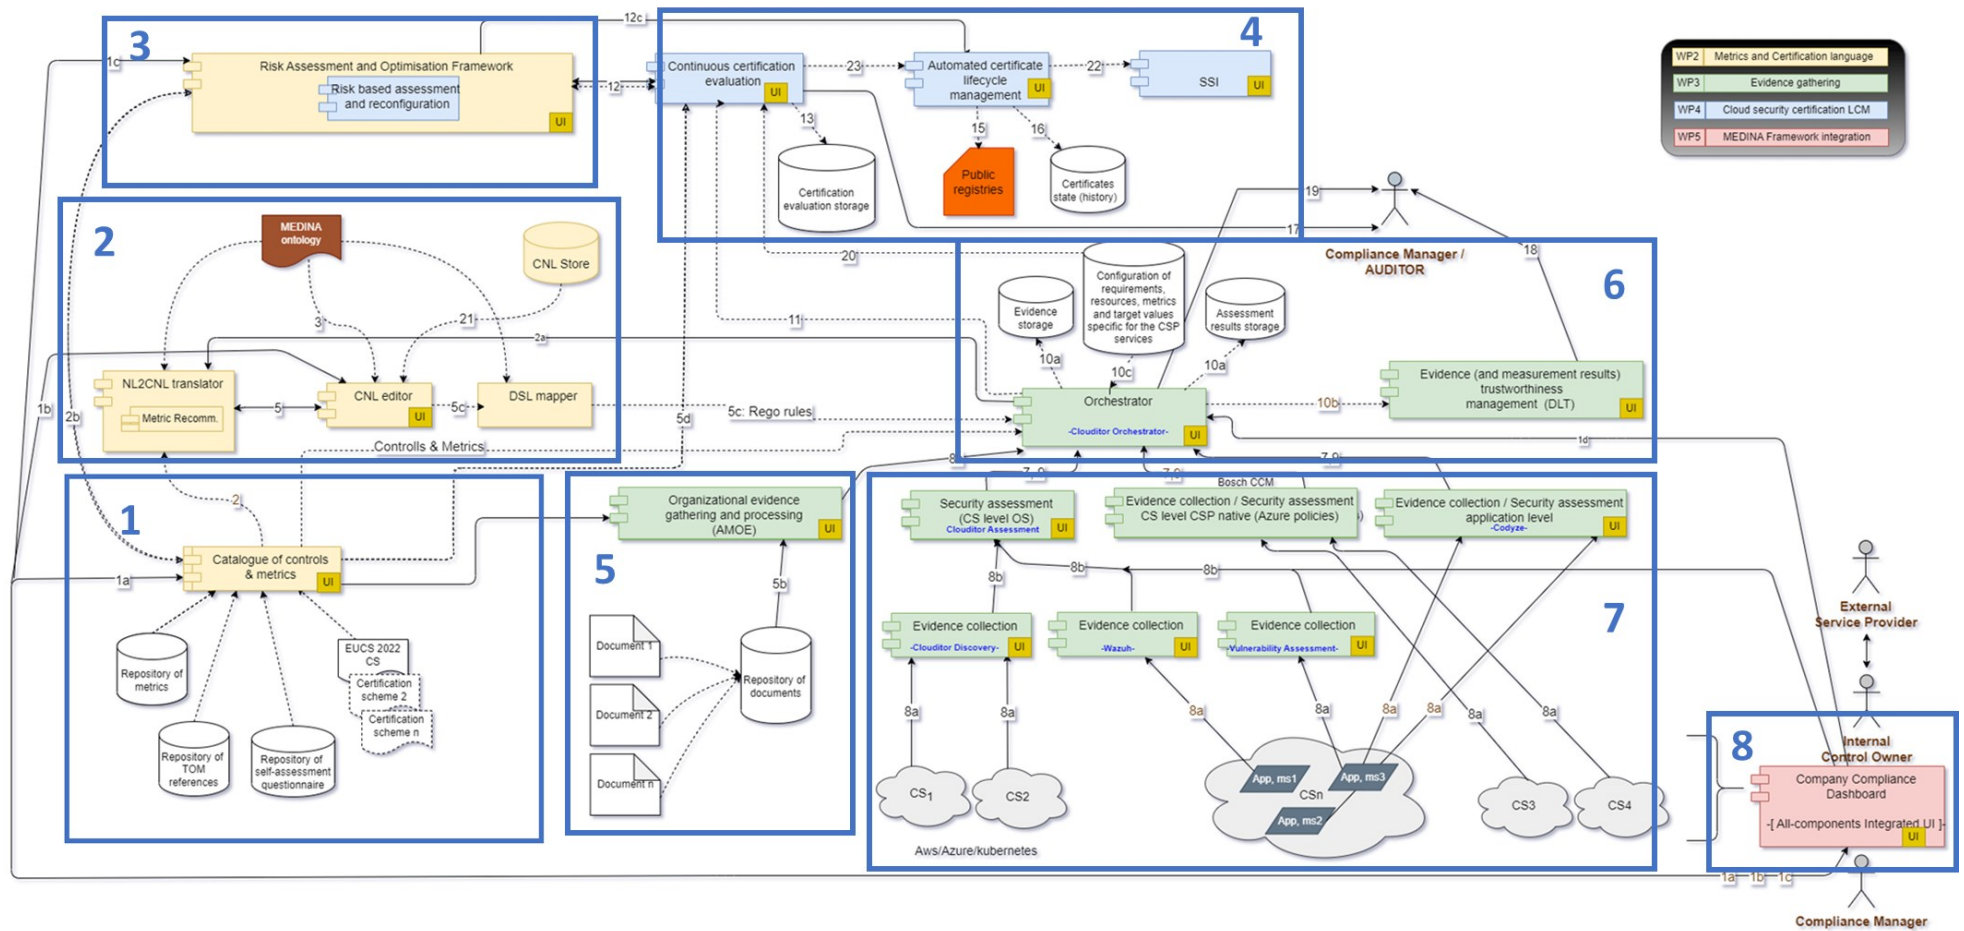 12c
3
4
1c
Risk Assessment and Optimisation Framework
Risk based assessment
and reconfiguration
UI
12
Continuous certification
evaluation
UI
23
Automated certificate
lifecycle
management
UI
22
SSI
UI
13
15
16
Certification
evaluation storage
Public
registries
Certificates
state (history)
WP2 Metrics and Certification language
WP3 Evidence gathering
WP4 Cloud security certification LCM
WP5 MEDINA Framework integration
19
17
18
Compliance Manager /
AUDITOR
2
MEDINA
ontology
CNL Store
3
21
2a
NL2CNL translator
Metric Recomm.
5
CNL editor
UI
5c
DSL mapper
5c: Rego rules
Controlls & Metrics
1b
2b
5d
20
11
6
Evidence
storage
Configuration of
requirements,
resources, metrics
and target values
specific for the CSP
services
Assessment
results storage
10a
10c
10a
Orchestrator
-Clouditor Orchestrator-
UI
10b
Evidence (and measurement results)
trustworthiness
management (DLT)
UI
1d
8
7,9
1
2
Catalogue of controls
& metrics
UI
1a
Repository of
metrics
EUCS 2022
CS
Certification
scheme 2
Certification
scheme n
Repository of
TOM
references
Repository of
self-assessment
questionnaire
5
Organizational evidence
gathering and processing
(AMOE)
UI
5b
Document 1
Document 2
Document n
Repository of
documents
7
Security assessment
(CS level OS)
Clouditor Assessment
UI
Bosch CCM
Evidence collection / Security assessment
CS level CSP native (Azure policies)
Evidence collection / Security assessment
application level
-Codyze-
UI
8b
8b
8b
Evidence collection
-Clouditor Discovery-
UI
Evidence collection
-Wazuh-
UI
Evidence collection
-Vulnerability Assessment-
UI
8a
8a
8a
8a
8a
8a
8a
8a
CS1
CS2
App, ms1
App, ms3
CSn
App, ms2
CS3
CS4
Aws/Azure/kubernetes
External
Service Provider
8
Internal
Control Owner
Company Compliance
Dashboard
-[ All-components Integrated UI ]-
UI
1a
1b
1c
Compliance Manager